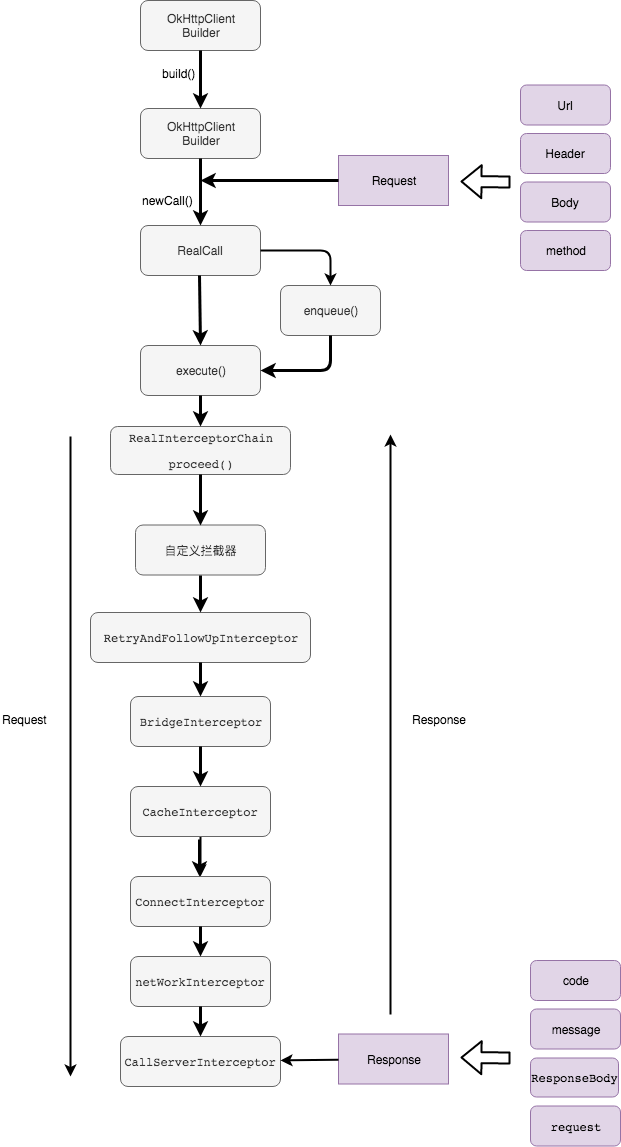 OkHttpClient
Builder
build()
OkHttpClient
Builder
Url
Header
Body
method
Request
newCall()
RealCall
enqueue()
execute()
RealInterceptorChain
proceed()
自定义拦截器
RetryAndFollowUpInterceptor
BridgeInterceptor
Request
Response
CacheInterceptor
ConnectInterceptor
netWorkInterceptor
CallServerInterceptor
Response
code
message
ResponseBody
request